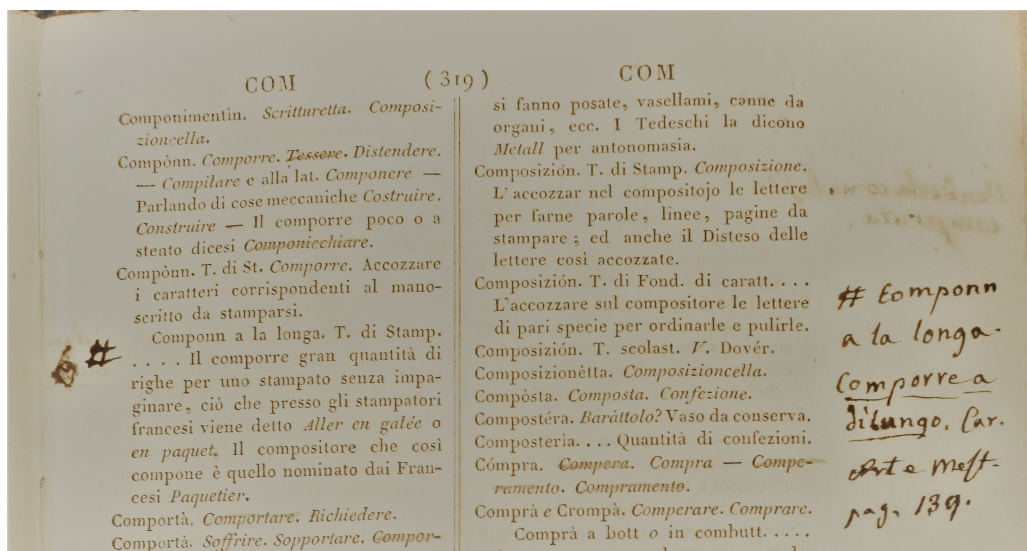 COM
( 319 )
COM
Componimentìn. Scritturetta. Composi-
zioncella.
Compònn. Comporre. Tessere. Distendere.
— Compilare e alla lat. Componere —
Parlando di cose meccaniche Costruire.
Construire — Il comporre poco o a
stento dicesi Componicchiare.
Compònn. T. di St. Comporre. Accozzare
i caratteri corrispondenti al mano-
scritto da stamparsi.
Componn a la longa. T. di Stamp.
. . . . . Il comporre gran quantità di
righe per uno stampato senza impa-
ginare, ciò che presso gli stampatori
francesi viene detto Aller en galée o
en paquet. Il compositore che così
compone è quello nominato dai Fran-
cesi Paquetier.
Comportà. Comportare. Richiedere.
Comportà. Soffrire. Sopportare. Compor-
si fanno posate, vasellami, canne da
organi, ecc. I Tedeschi la dicono
Metall per antonomasia.
Composizión. T. di Stamp. Composizione.
L'accozzar nel compositojo le lettere
per farne parole, linee, pagine da
stampare; ed anche il Disteso delle
lettere così accozzate.
Composizión. T. di Fond. di caratt. . . .
L'accozzare sul compositore le lettere
di pari specie per ordinarle e pulirle.
Composizión. T. scolast. V. Dovér.
Composizionètta. Composizioncella.
Compòsta. Composta. Confezione.
Compostéra. Baràttolo? Vaso da conserva.
Composterìa. . . . Quantità di confezioni.
Cómpra. Compera. Compra — Compe-
ramento. Compramento.
Comprà e Crompà. Comperare. Comprare.
Comprà a bott o in combutt. . . . .
#
# Componn
a la longa.
Comporre a
dilungo. Car.
Art e Mest.
pag. 139.